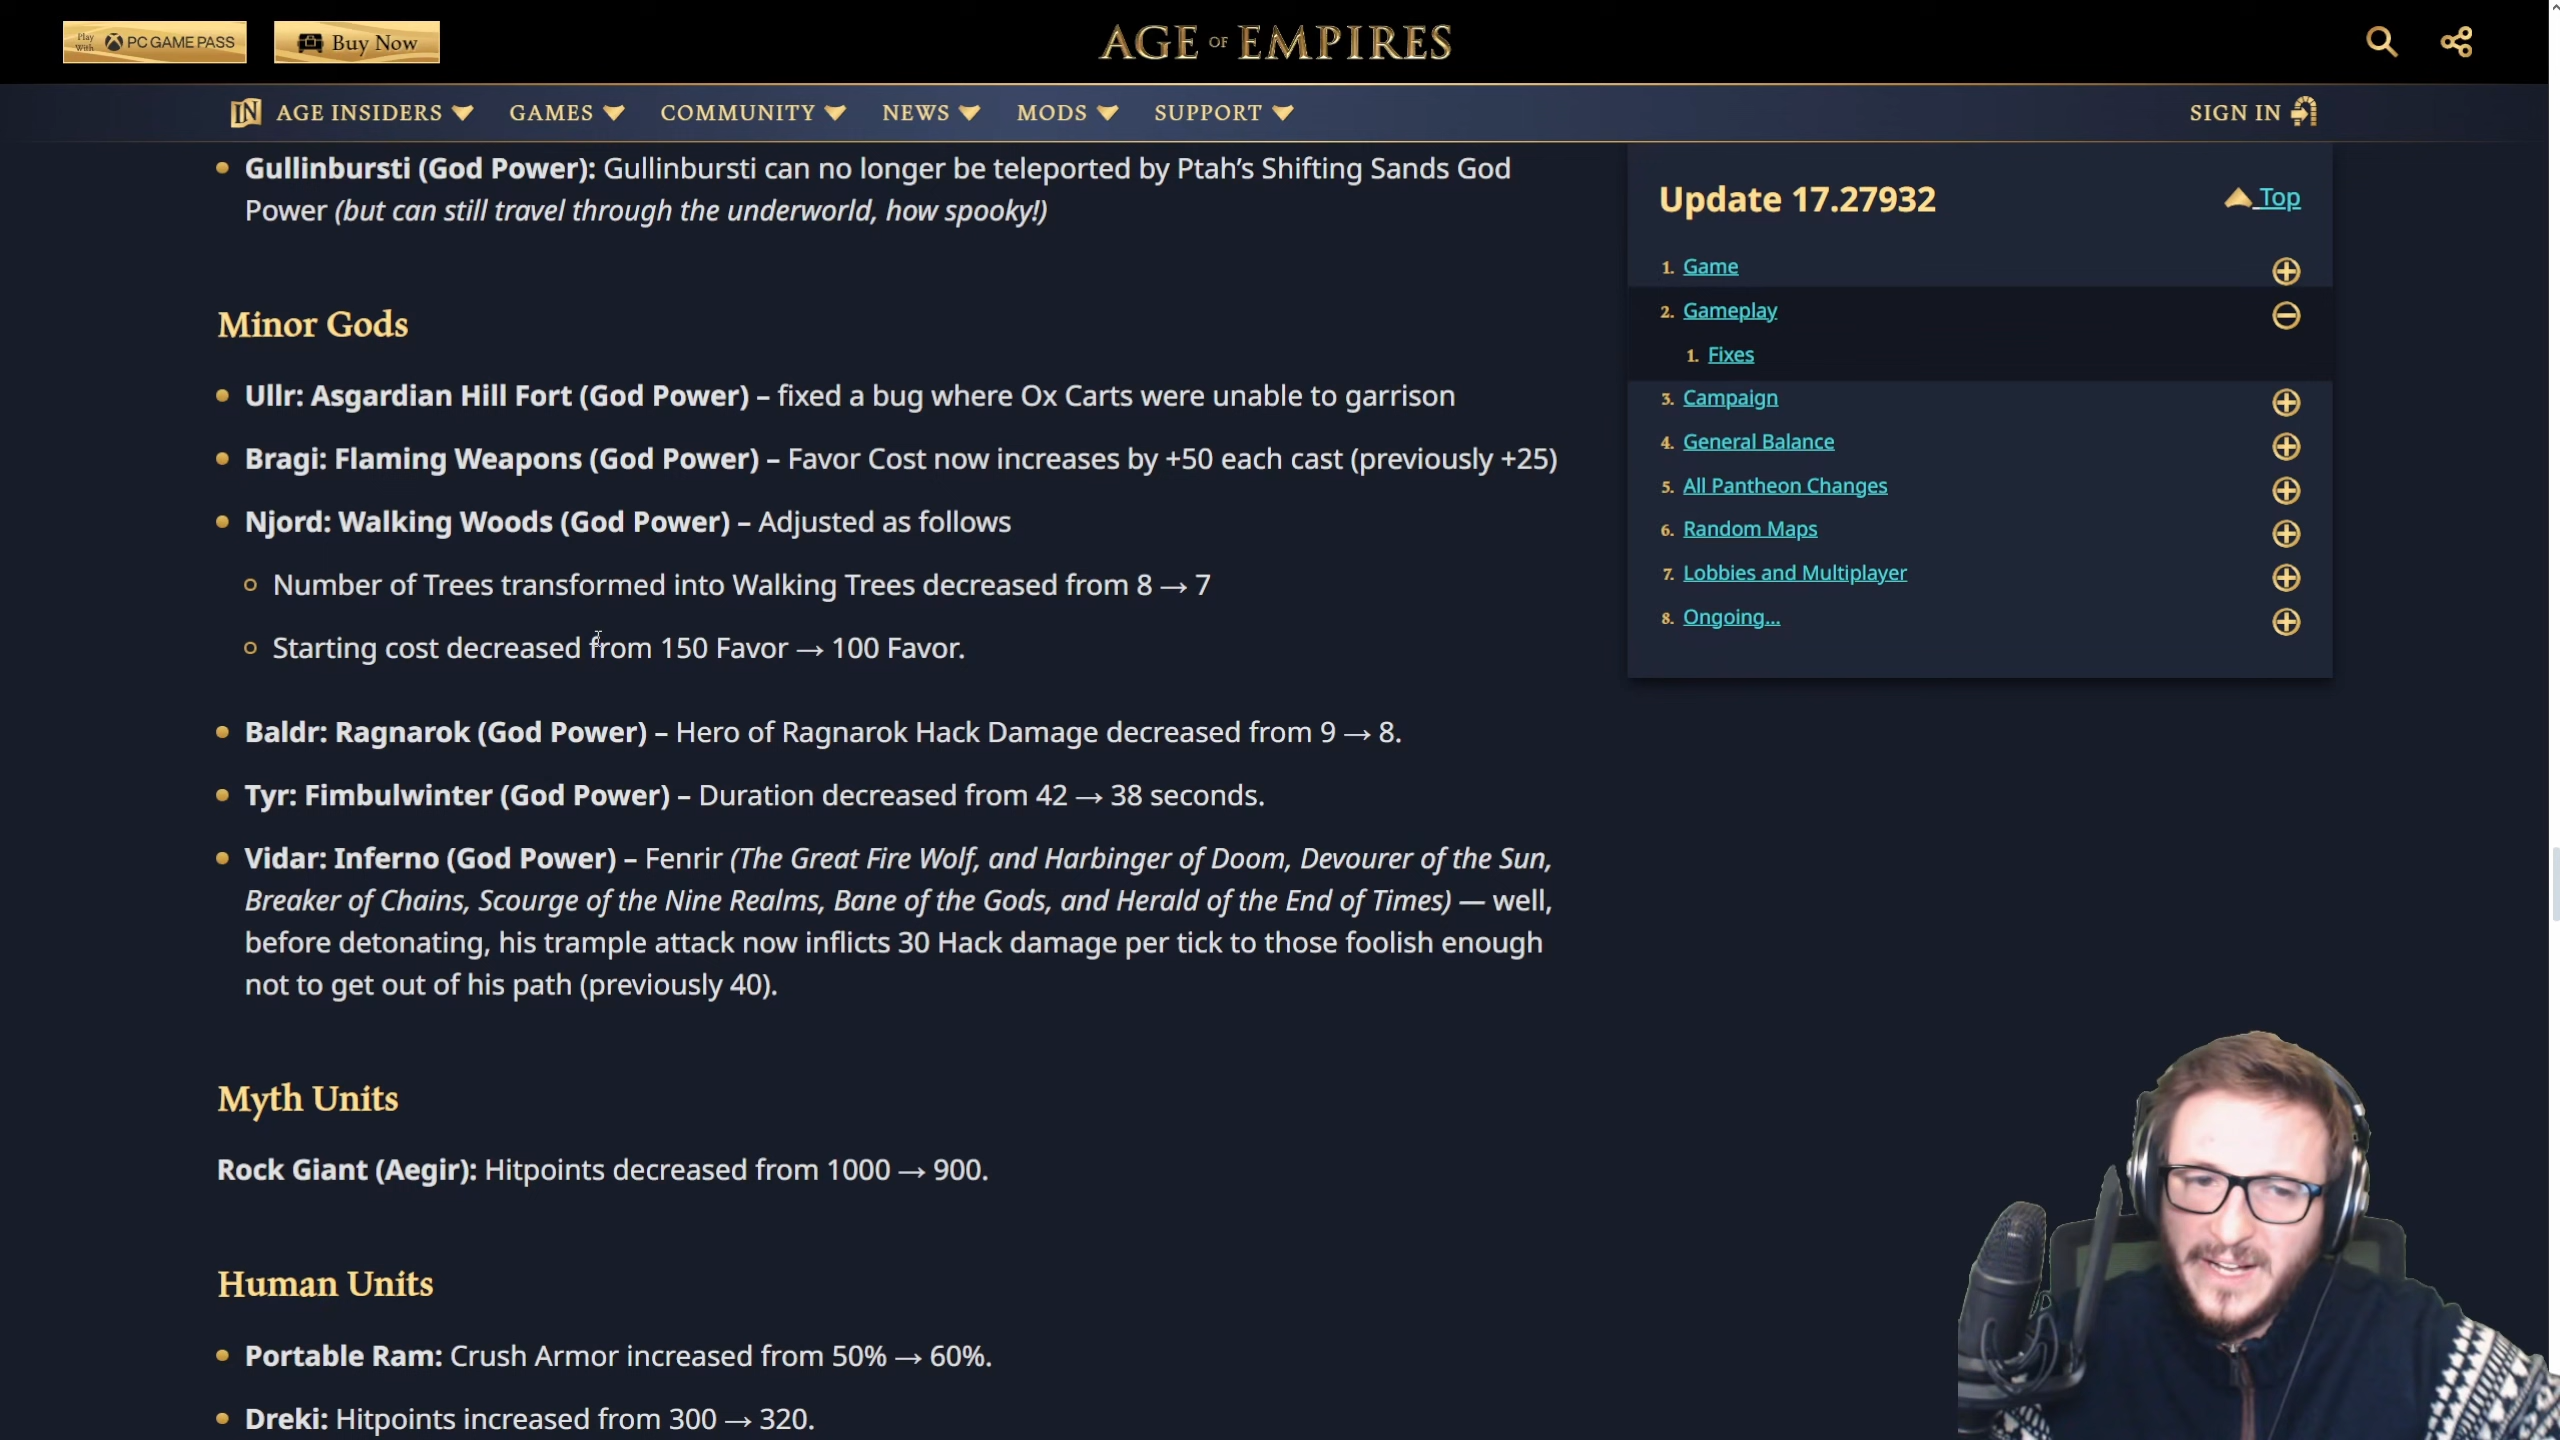 Play With PC GAME PASS
Buy Now
AGE OF EMPIRES
IN AGE INSIDERS GAMES COMMUNITY NEWS MODS SUPPORT SIGN IN
• Gullinbursti (God Power): Gullinbursti can no longer be teleported by Ptah’s Shifting Sands God
Power (but can still travel through the underworld, how spooky!)
Minor Gods
• Ullr: Asgardian Hill Fort (God Power) – fixed a bug where Ox Carts were unable to garrison
• Bragi: Flaming Weapons (God Power) – Favor Cost now increases by +50 each cast (previously +25)
• Njord: Walking Woods (God Power) – Adjusted as follows
○ Number of Trees transformed into Walking Trees decreased from 8 → 7
○ Starting cost decreased from 150 Favor → 100 Favor.
• Baldr: Ragnarok (God Power) – Hero of Ragnarok Hack Damage decreased from 9 → 8.
• Tyr: Fimbulwinter (God Power) – Duration decreased from 42 → 38 seconds.
• Vidar: Inferno (God Power) – Fenrir (The Great Fire Wolf, and Harbinger of Doom, Devourer of the Sun,
Breaker of Chains, Scourge of the Nine Realms, Bane of the Gods, and Herald of the End of Times) — well,
before detonating, his trample attack now inflicts 30 Hack damage per tick to those foolish enough
not to get out of his path (previously 40).
Myth Units
Rock Giant (Aegir): Hitpoints decreased from 1000 → 900.
Human Units
• Portable Ram: Crush Armor increased from 50% → 60%.
• Dreki: Hitpoints increased from 300 → 320.
Update 17.27932 Top
1. Game
2. Gameplay
1. Fixes
3. Campaign
4. General Balance
5. All Pantheon Changes
6. Random Maps
7. Lobbies and Multiplayer
8. Ongoing...